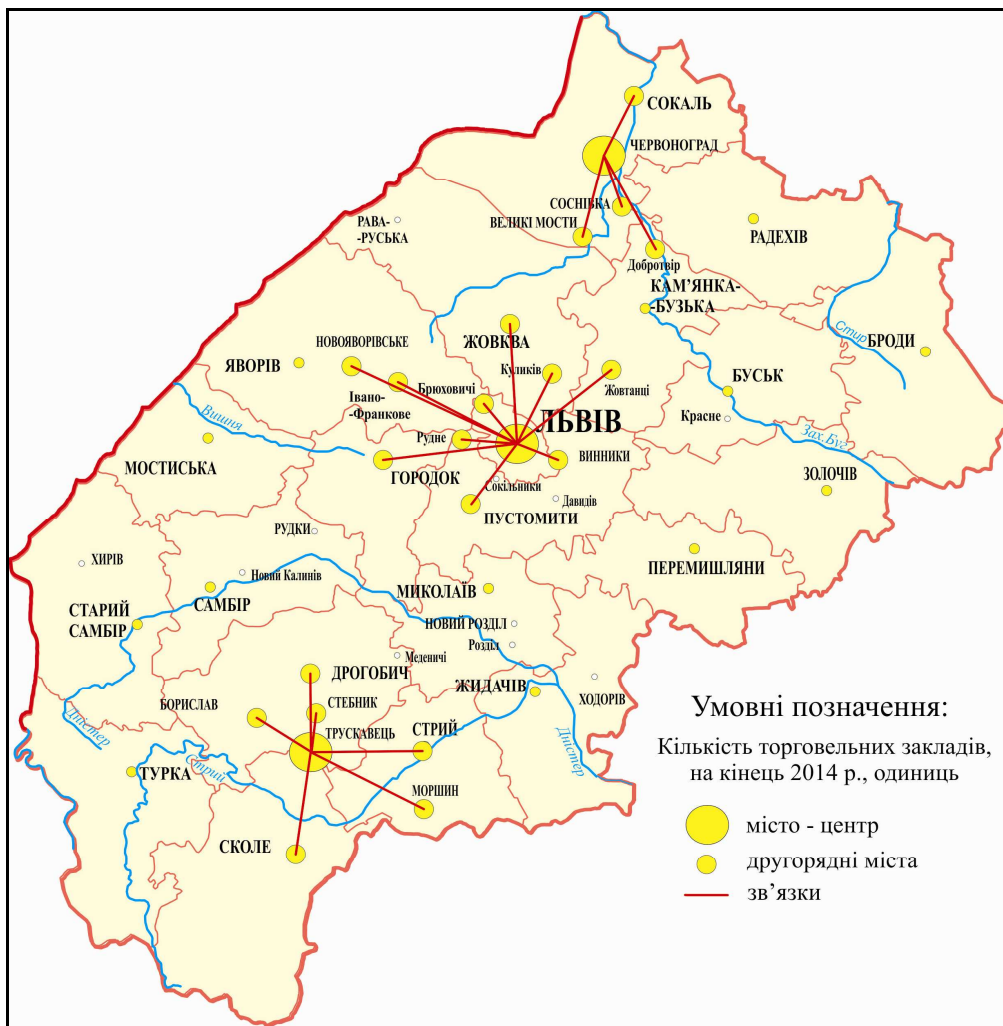 СОКАЛЬ
ЧЕРВОНОГРАД
СОСНІВКА
ВЕЛИКІ МОСТИ
РАВА-
-РУСЬКА
РАДЕХІВ
Добротвір
КАМ’ЯНКА-
-БУЗЬКА
Стир
БРОДИ
НОВОЯВОРІВСЬКЕ
ЖОВКВА
ЯВОРІВ
Куликів
Жовтанці
Брюховичі
БУСЬК
Івано-
-Франкове
Красне
Вишня
ЛЬВІВ
Рудне
Зах.Буг
ВИННИКИ
МОСТИСЬКА
ГОРОДОК
ЗОЛОЧІВ
Сокільники
Давидів
ПУСТОМИТИ
РУДКИ
ХИРІВ
ПЕРЕМИШЛЯНИ
Новий Калинів
МИКОЛАЇВ
САМБІР
СТАРИЙ
САМБІР
НОВИЙ РОЗДІЛ
Розділ
Меденичі
ДРОГОБИЧ
ЖИДАЧІВ
ХОДОРІВ
БОРИСЛАВ
СТЕБНИК
ТРУСКАВЕЦЬ
СТРИЙ
Дністер
Дністер
Стрий
ТУРКА
МОРШИН
СКОЛЕ
Умовні позначення:
Кількість торговельних закладів,
на кінець 2014 р., одиниць
місто - центр
другорядні міста
зв’язки